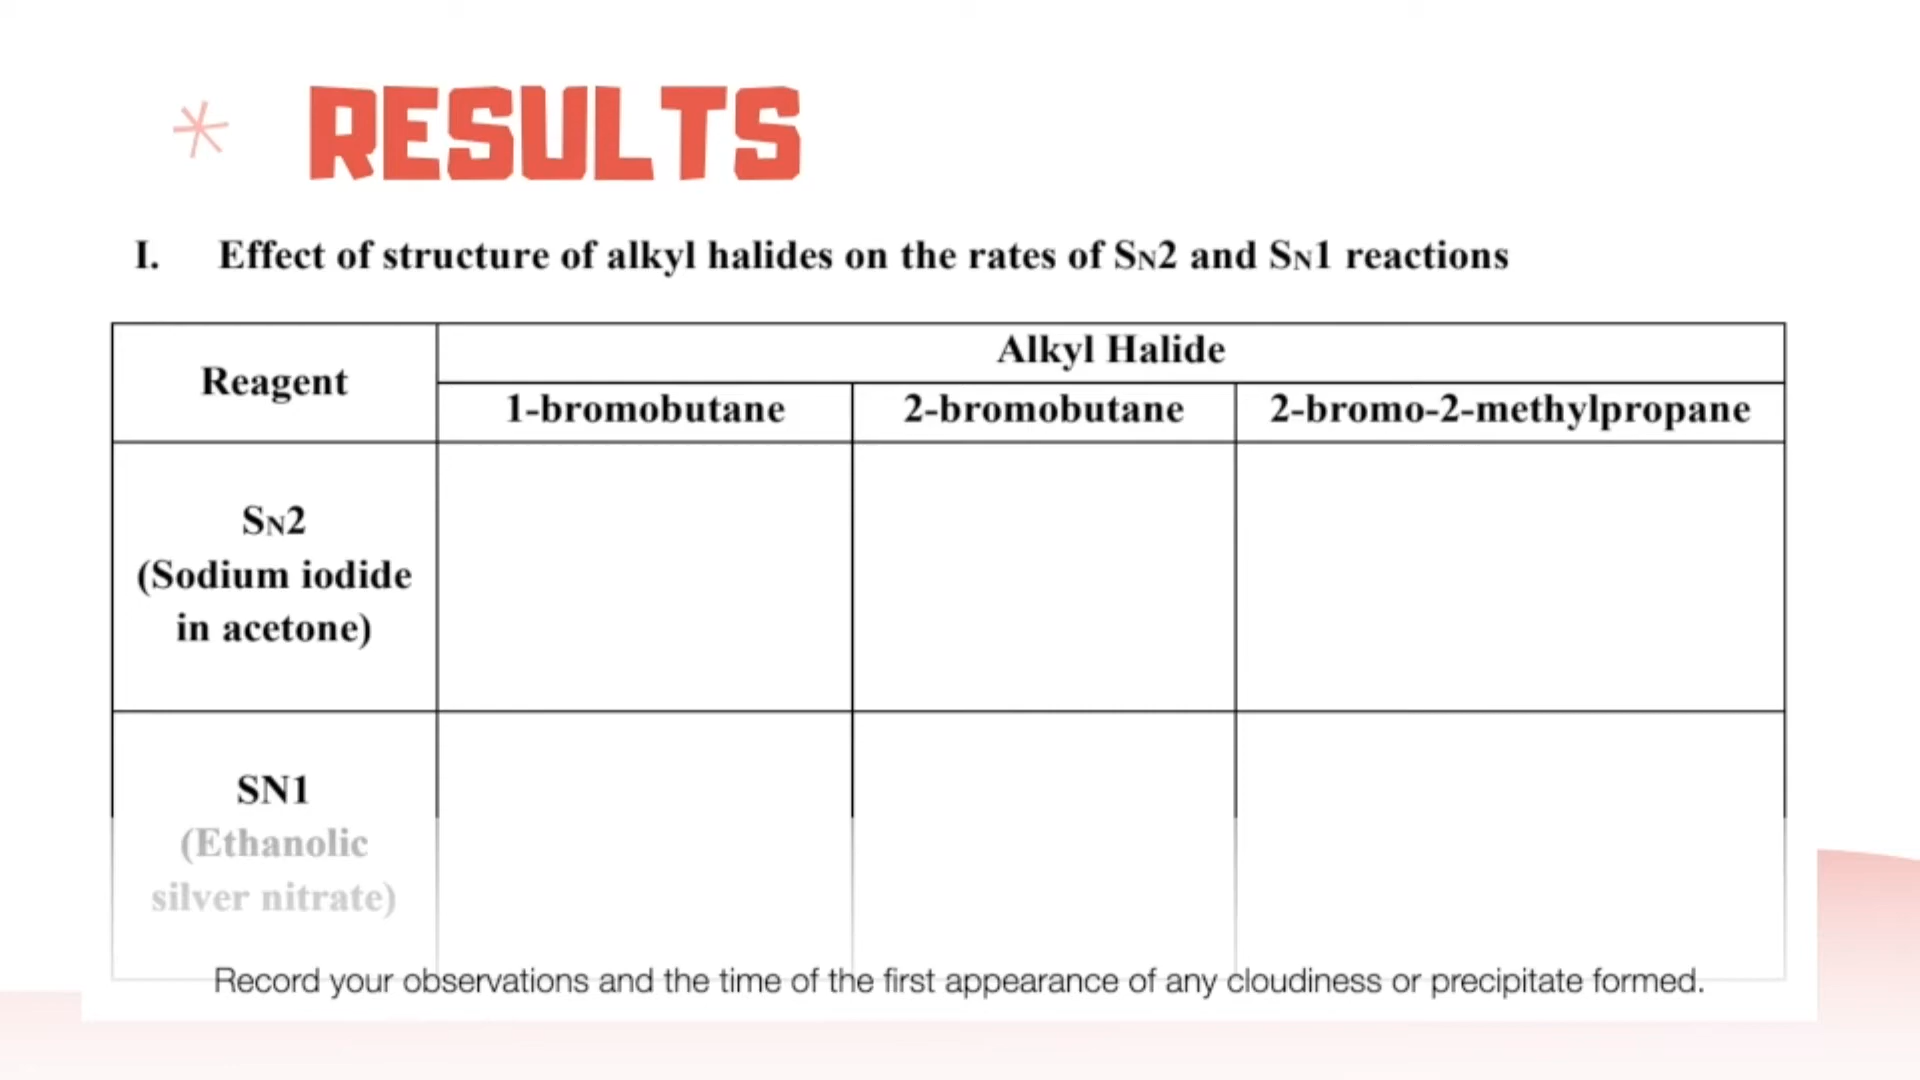 RESULTS
I. Effect of structure of alkyl halides on the rates of SN2 and SN1 reactions
Reagent
Alkyl Halide
1-bromobutane 2-bromobutane 2-bromo-2-methylpropane
SN2
(Sodium iodide
in acetone)
SN1
(Ethanolic
silver nitrate)
Record your observations and the time of the first appearance of any cloudiness or precipitate formed.